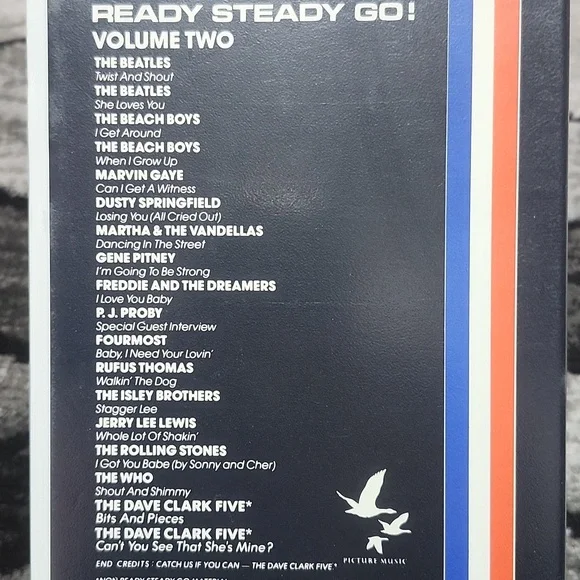 READY STEADY GO!
VOLUME TWO
THE BEATLES
Twist And Shout
THE BEATLES
She Loves You
THE BEACH BOYS
I Get Around
THE BEACH BOYS
When I Grow Up
MARVIN GAYE
Can I Get A Witness
DUSTY SPRINGFIELD
Losing You (All Cried Out)
MARTHA & THE VANDELLAS
Dancing In The Street
GENE PITNEY
I'm Going To Be Strong
FREDDIE AND THE DREAMERS
I Love You Baby
P. J. PROBY
Special Guest Interview
FOURMOST
Baby, I Need Your Lovin'
RUFUS THOMAS
Walkin' The Dog
THE ISLEY BROTHERS
Stagger Lee
JERRY LEE LEWIS
Whole Lot Of Shakin'
THE ROLLING STONES
I Got You Babe (by Sonny and Cher)
THE WHO
Shout And Shimmy
THE DAVE CLARK FIVE*
Bits And Pieces
THE DAVE CLARK FIVE*
Can't You See That She's Mine?
PICTURE MUSIC
END CREDITS : CATCH US IF YOU CAN — THE DAVE CLARK FIVE*
READY STEADY GO